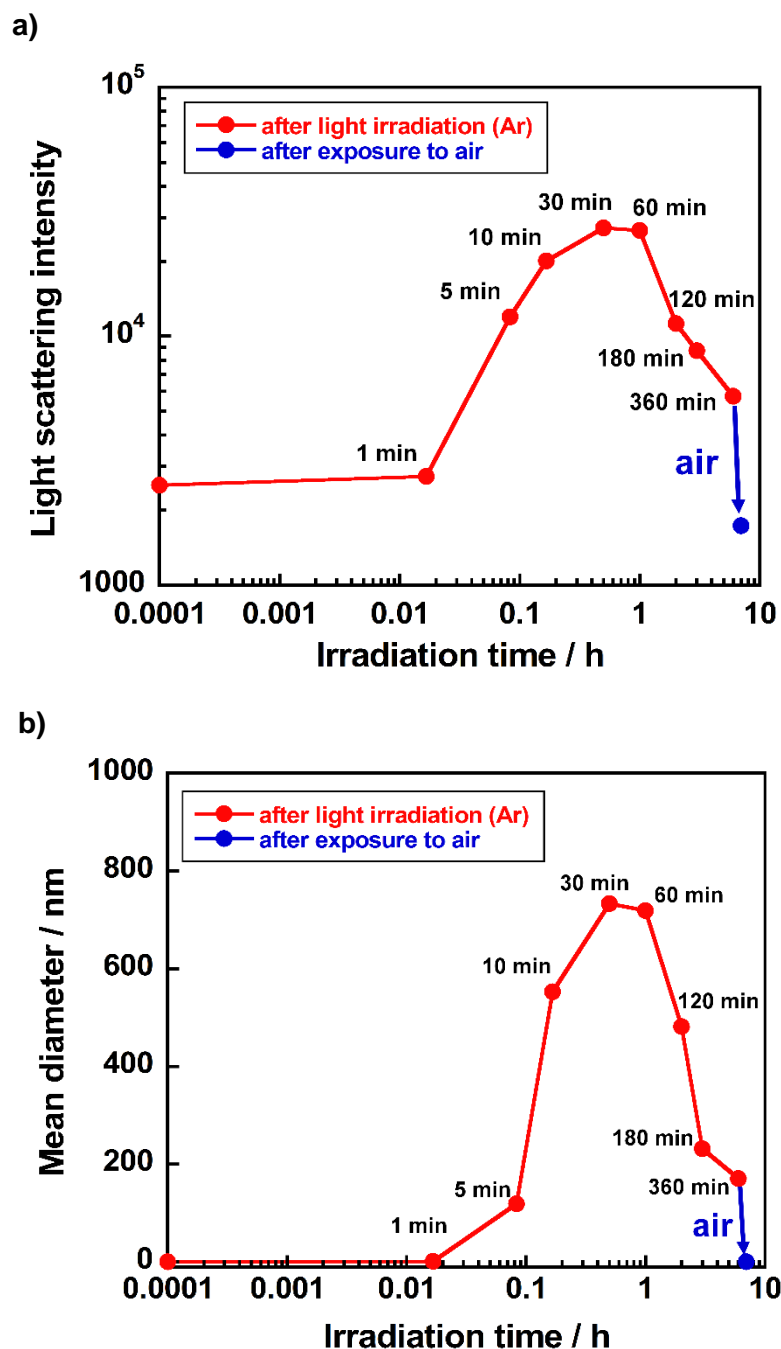 a)
10^5
after light irradiation (Ar)
after exposure to air
30 min
60 min
10 min
5 min
120 min
10^4
180 min
360 min
1 min
air
1000
0.0001
0.001
0.01
0.1
1
10
Light scattering intensity
Irradiation time / h
b)
1000
after light irradiation (Ar)
after exposure to air
800
30 min
60 min
600
10 min
120 min
400
200
180 min
5 min
360 min
1 min
air
0
0.0001
0.001
0.01
0.1
1
10
Mean diameter / nm
Irradiation time / h